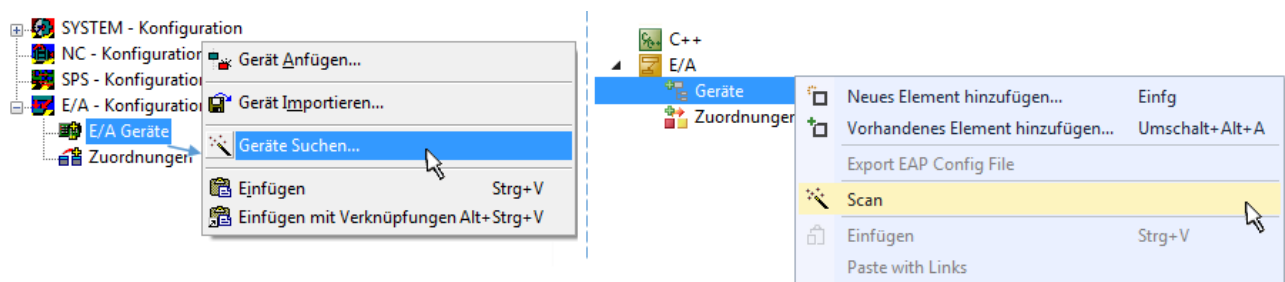 SYSTEM - Konfiguration
NC - Konfiguration
SPS - Konfiguration
E/A - Konfiguration
E/A Geräte
Zuordnungen
Gerät Anfügen...
Gerät Importieren...
Geräte Suchen...
Einfügen Strg+V
Einfügen mit Verknüpfungen Alt+Strg+V
C++
E/A
Geräte
Zuordnungen
Neues Element hinzufügen... Einfg
Vorhandenes Element hinzufügen... Umschalt+Alt+A
Export EAP Config File
Scan
Einfügen Strg+V
Paste with Links